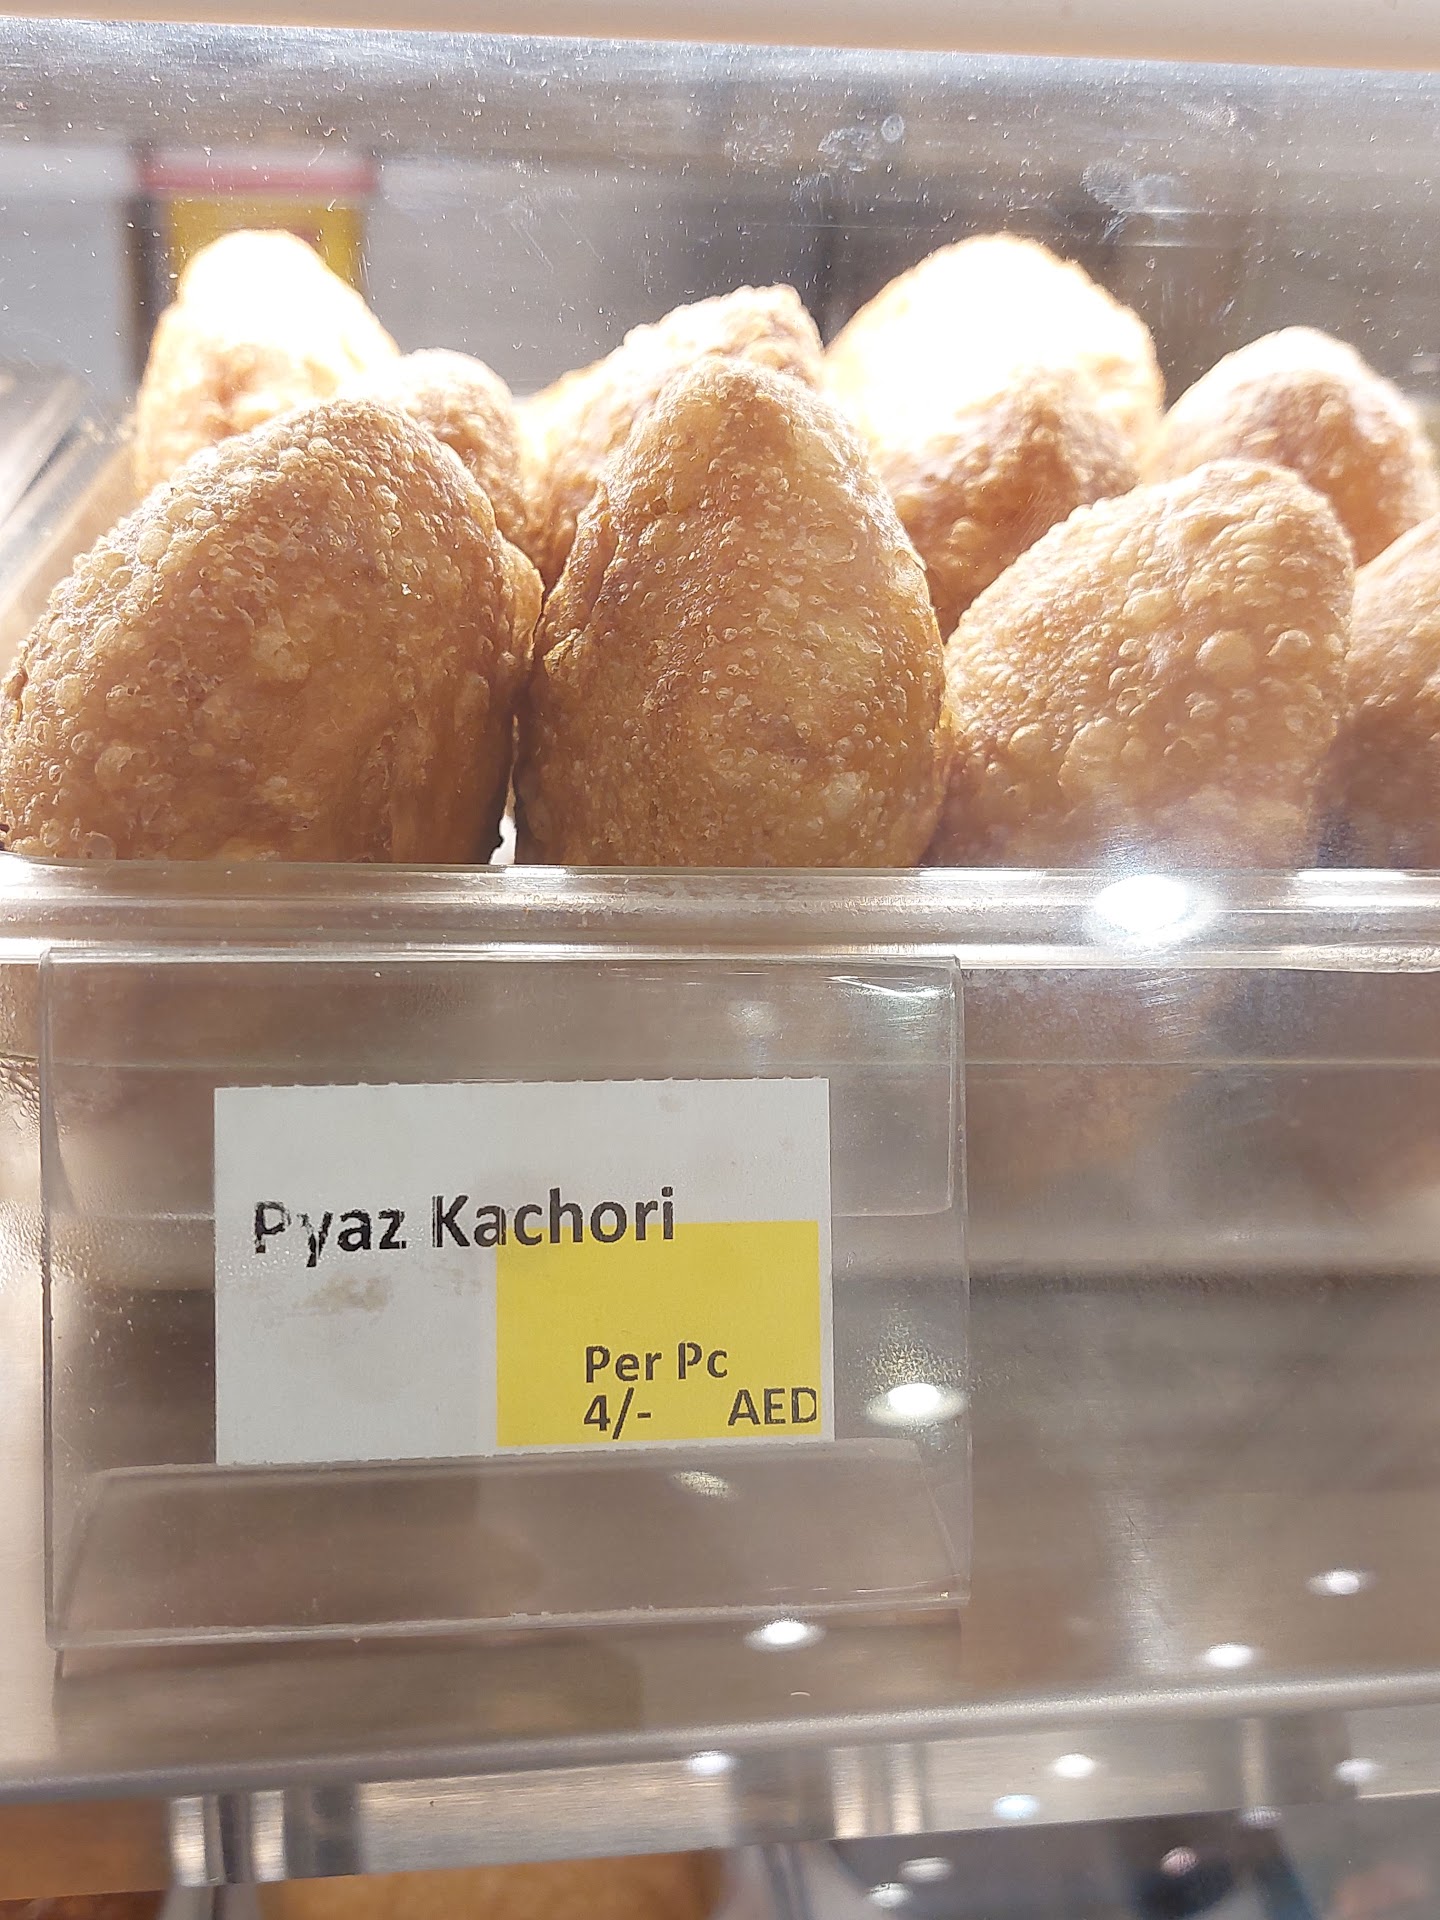 Pyaz Kachori
Per Pc
4/- AED